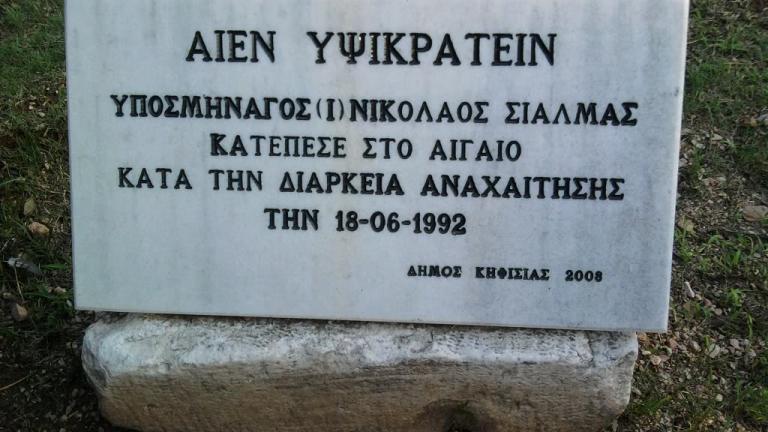 ΑΙΕΝ ΥΨΙΚΡΑΤΕΙΝ
ΥΠΟΣΜΗΝΑΓΟΣ (Ι) ΝΙΚΟΛΑΟΣ ΣΙΑΛΜΑΣ
ΚΑΤΕΠΕΣΕ ΣΤΟ ΑΙΓΑΙΟ
ΚΑΤΑ ΤΗΝ ΔΙΑΡΚΕΙΑ ΑΝΑΧΑΙΤΗΣΗΣ
ΤΗΝ 18-06-1992
ΔΗΜΟΣ ΚΗΦΙΣΙΑΣ 2008